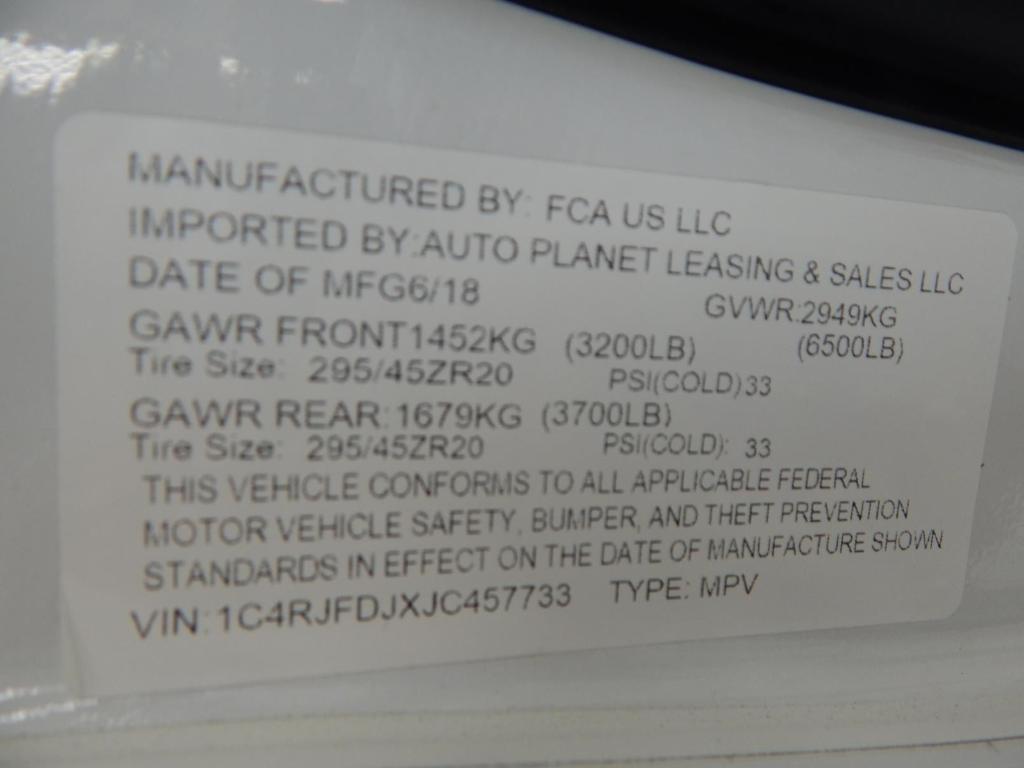 MANUFACTURED BY: FCA US LLC
IMPORTED BY:AUTO PLANET LEASING & SALES LLC
DATE OF MFG6/18 GVWR:2949KG
GAWR FRONT1452KG (3200LB) (6500LB)
Tire Size: 295/45ZR20 PSI(COLD)33
GAWR REAR:1679KG (3700LB)
Tire Size: 295/45ZR20 PSI(COLD): 33
THIS VEHICLE CONFORMS TO ALL APPLICABLE FEDERAL
MOTOR VEHICLE SAFETY, BUMPER, AND THEFT PREVENTION
STANDARDS IN EFFECT ON THE DATE OF MANUFACTURE SHOWN
VIN:1C4RJFDJXJC457733 TYPE: MPV